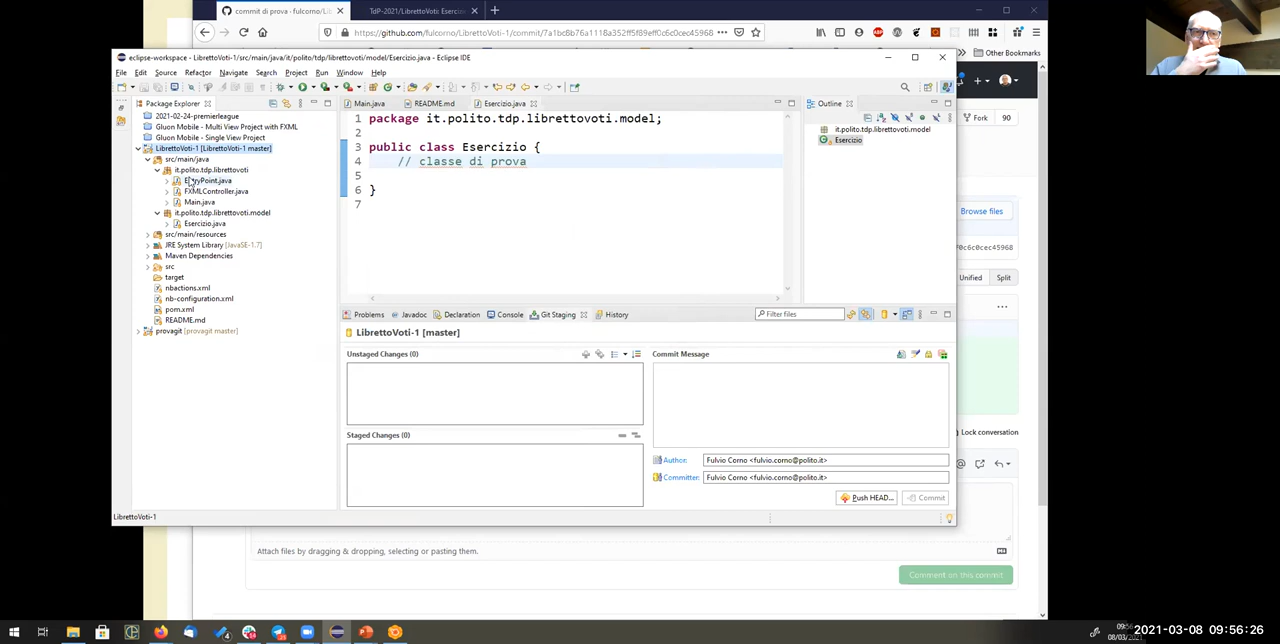 commit di prova · fulcorno/Libre
TdP-2021/LibrettoVoti: Eserciz
https://github.com/fulcorno/LibrettoVoti-1/commit/7a1bc8b76a1118a352ff5f89eff0c6c0cec45968
Other Bookmarks
eclipse-workspace - LibrettoVoti-1/src/main/java/it/polito/tdp/librettovoti/model/Esercizio.java - Eclipse IDE
File Edit Source Refactor Navigate Search Project Run Window Help
Package Explorer
Main.java README.md Esercizio.java
Outline
2021-02-24-premierleague
Gluon Mobile - Multi View Project with FXML
Gluon Mobile - Single View Project
LibrettoVoti-1 [LibrettoVoti-1 master]
src/main/java
it.polito.tdp.librettovoti
EntryPoint.java
FXMLController.java
Main.java
it.polito.tdp.librettovoti.model
Esercizio.java
src/main/resources
JRE System Library [JavaSE-1.7]
Maven Dependencies
src
target
nbactions.xml
nb-configuration.xml
pom.xml
README.md
provagit [provagit master]
1 package it.polito.tdp.librettovoti.model;
2
3 public class Esercizio {
4 // classe di prova
5
6 }
7
it.polito.tdp.librettovoti.model
Esercizio
Fork 90
Browse files
f0c6c0cec45968
Unified Split
Lock conversation
Problems Javadoc Declaration Console Git Staging History
Filter files
LibrettoVoti-1 [master]
Unstaged Changes (0)
Commit Message
Staged Changes (0)
Author: Fulvio Corno <fulvio.corno@polito.it>
Committer: Fulvio Corno <fulvio.corno@polito.it>
Push HEAD... Commit
LibrettoVoti-1
Attach files by dragging & dropping, selecting or pasting them.
Comment on this commit
09:56
08/03/2021
2021-03-08 09:56:26